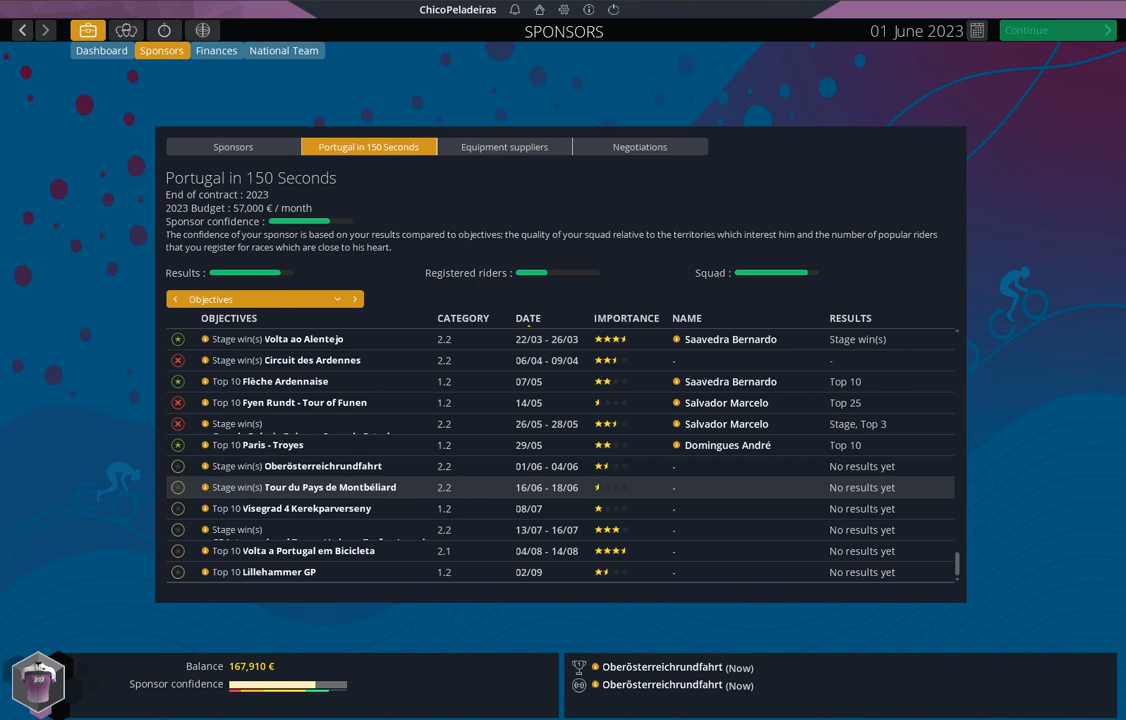 ChicoPeladeiras
SPONSORS
01 June 2023
Continue
Dashboard Sponsors Finances National Team
Sponsors Portugal in 150 Seconds Equipment suppliers Negotiations
Portugal in 150 Seconds
End of contract : 2023
2023 Budget : 57,000 € / month
Sponsor confidence :
The confidence of your sponsor is based on your results compared to objectives; the quality of your squad relative to the territories which interest him and the number of popular riders
that you register for races which are close to his heart.
Results : Registered riders : Squad :
Objectives
OBJECTIVES CATEGORY DATE IMPORTANCE NAME RESULTS
Stage win(s) Volta ao Alentejo 2.2 22/03 - 26/03 Saavedra Bernardo Stage win(s)
Stage win(s) Circuit des Ardennes 2.2 06/04 - 09/04 - -
Top 10 Flèche Ardennaise 1.2 07/05 Saavedra Bernardo Top 10
Top 10 Fyen Rundt - Tour of Funen 1.2 14/05 Salvador Marcelo Top 25
Stage win(s) 2.2 26/05 - 28/05 Salvador Marcelo Stage, Top 3
Top 10 Paris - Troyes 1.2 29/05 Domingues André Top 10
Stage win(s) Oberösterreichrundfahrt 2.2 01/06 - 04/06 - No results yet
Stage win(s) Tour du Pays de Montbéliard 2.2 16/06 - 18/06 - No results yet
Top 10 Visegrad 4 Kerekparverseny 1.2 08/07 - No results yet
Stage win(s) 2.2 13/07 - 16/07 - No results yet
Top 10 Volta a Portugal em Bicicleta 2.1 04/08 - 14/08 - No results yet
Top 10 Lillehammer GP 1.2 02/09 - No results yet
Balance 167,910 €
Sponsor confidence
Oberösterreichrundfahrt (Now)
Oberösterreichrundfahrt (Now)